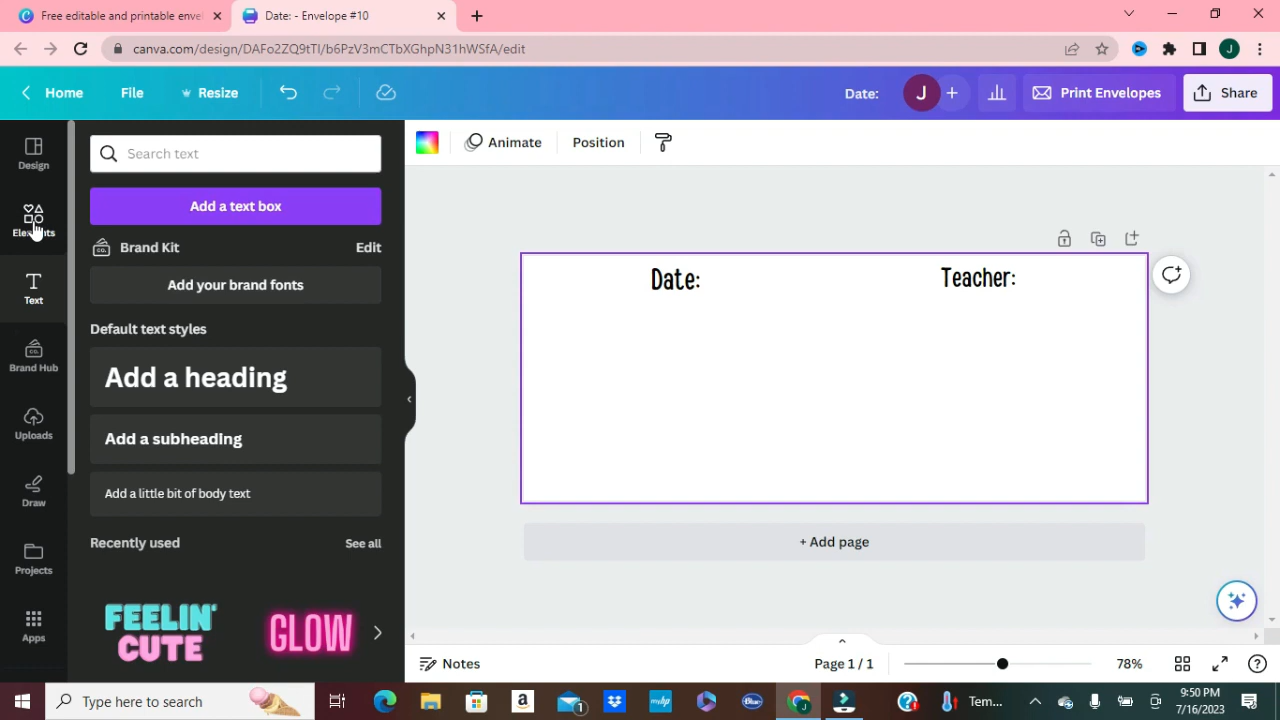 Free editable and printable enve
Date: - Envelope #10
canva.com/design/DAFo2ZQ9tTI/b6PzV3mCTbXGhpN31hWSfA/edit
J
Home
File
Resize
Date:
J
Print Envelopes
Share
Design
Elements
Text
Brand Hub
Uploads
Draw
Projects
Apps
Search text
Add a text box
Brand Kit
Edit
Add your brand fonts
Default text styles
Add a heading
Add a subheading
Add a little bit of body text
Recently used
See all
FEELIN'
CUTE
GLOW
Animate
Position
Date:
Teacher:
+ Add page
Notes
Page 1 / 1
78%
Type here to search
Tem...
9:50 PM
7/16/2023